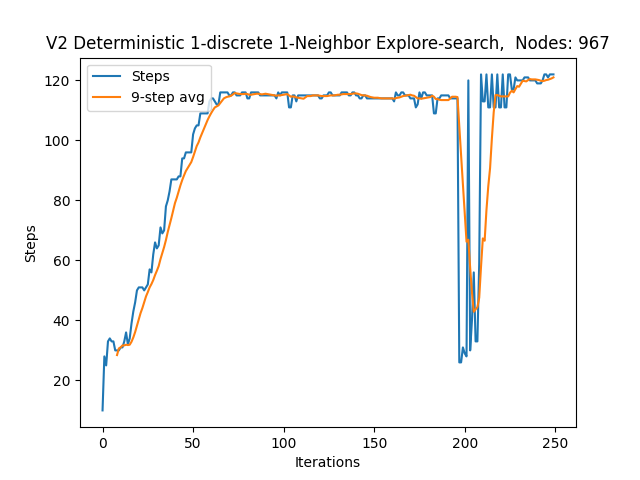 V2 Deterministic 1-discrete 1-Neighbor Explore-search,  Nodes: 967
Steps
9-step avg
120
100
80
60
40
20
Steps
0
50
100
150
200
250
Iterations